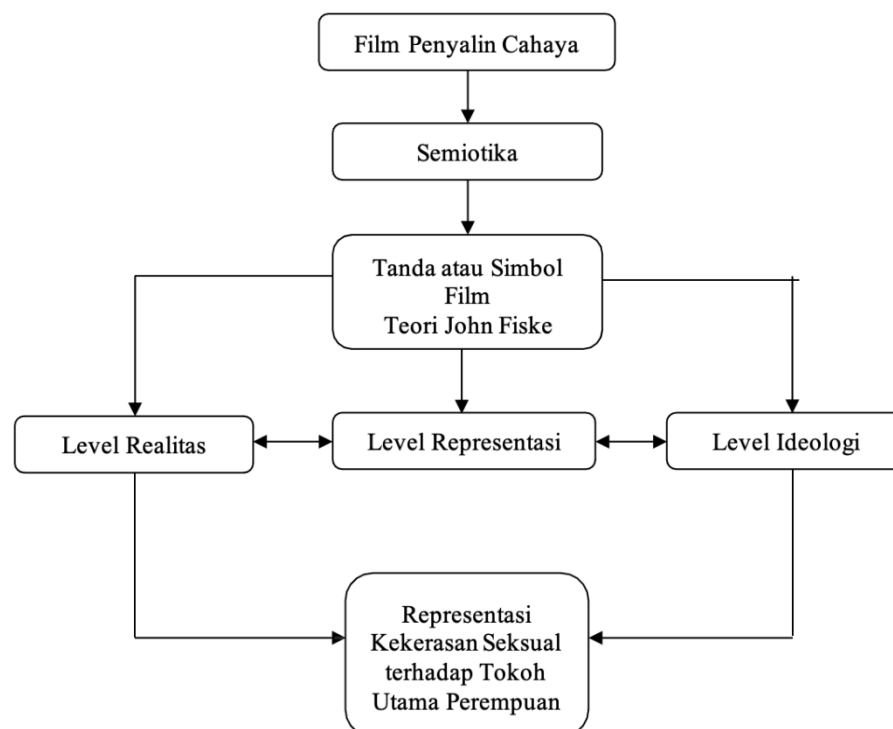 Film Penyalin Cahaya
Semiotika
Tanda atau Simbol
Film
Teori John Fiske
Level Realitas
Level Representasi
Level Ideologi
Representasi
Kekerasan Seksual
terhadap Tokoh
Utama Perempuan